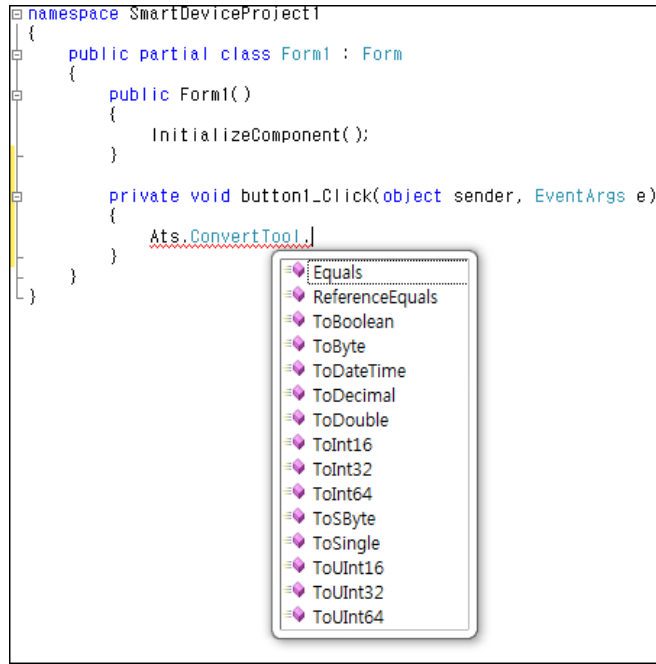 namespace SmartDeviceProject1
{
public partial class Form1 : Form
{
public Form1()
{
InitializeComponent();
}
private void button1_Click(object sender, EventArgs e)
{
Ats.ConvertTool.
}
}
}
Equals
ReferenceEquals
ToBoolean
ToByte
ToDateTime
ToDecimal
ToDouble
ToInt16
ToInt32
ToInt64
ToSByte
ToSingle
ToUInt16
ToUInt32
ToUInt64